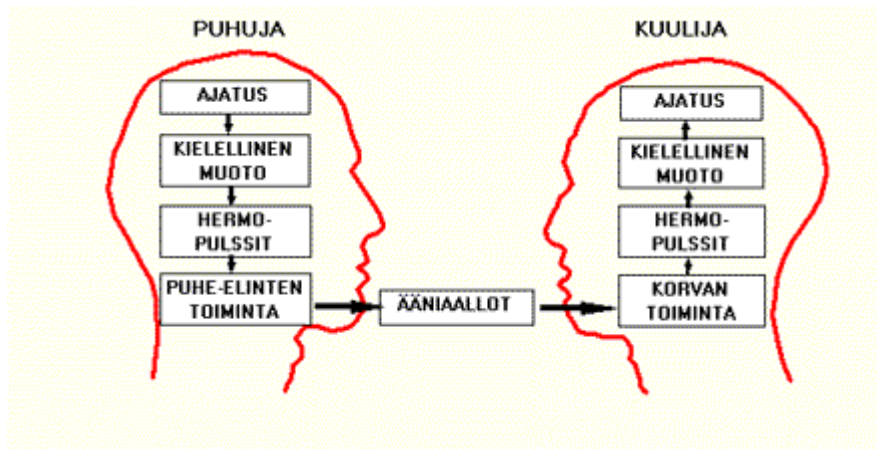 PUHUJA
AJATUS
KIELELLINEN
MUOTO
HERMO-
PULSSIT
PUHE-ELINTEN
TOIMINTA
ÄÄNIAALLOT
KUULIJA
AJATUS
KIELELLINEN
MUOTO
HERMO-
PULSSIT
KORVAN
TOIMINTA